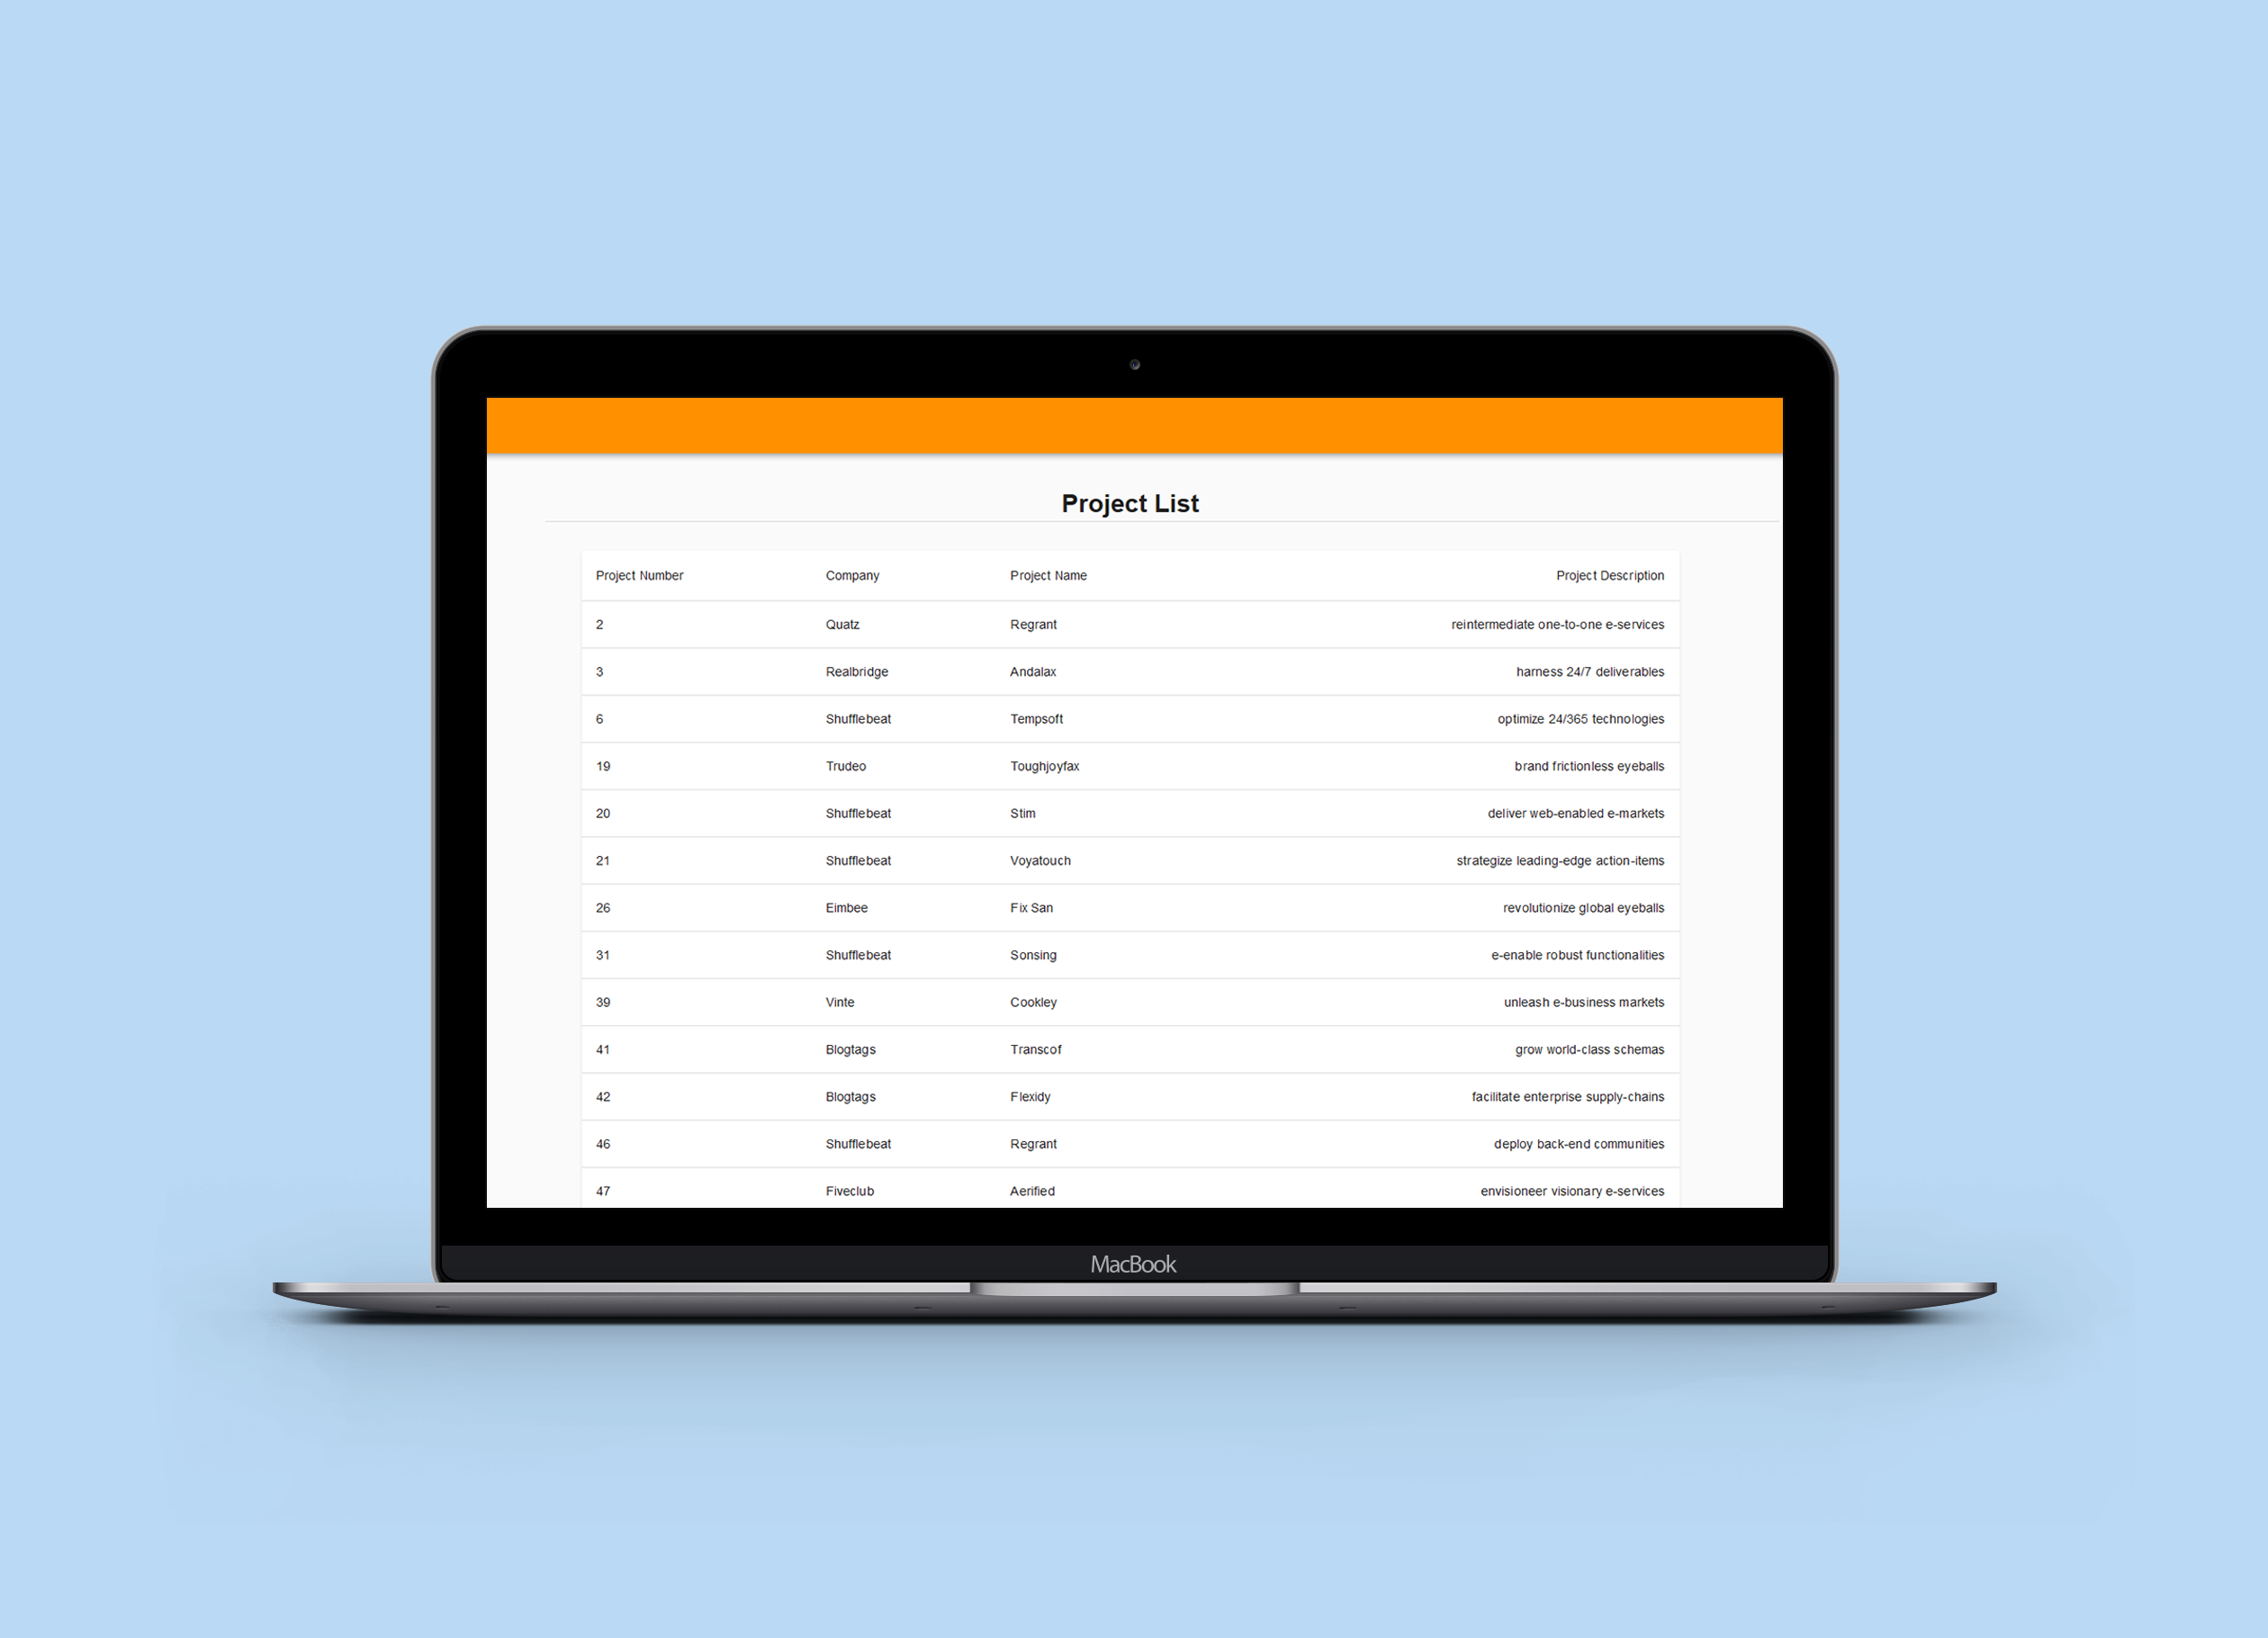 Project List
Project Number Company Project Name Project Description
2 Quatz Regrant reintermediate one-to-one e-services
3 Realbridge Andalax harness 24/7 deliverables
6 Shufflebeat Tempsoft optimize 24/365 technologies
19 Trudeo Toughjoyfax brand frictionless eyeballs
20 Shufflebeat Stim deliver web-enabled e-markets
21 Shufflebeat Voyatouch strategize leading-edge action-items
26 Eimbee Fix San revolutionize global eyeballs
31 Shufflebeat Sonsing e-enable robust functionalities
39 Vinte Cookley unleash e-business markets
41 Blogtags Transcof grow world-class schemas
42 Blogtags Flexidy facilitate enterprise supply-chains
46 Shufflebeat Regrant deploy back-end communities
47 Fiveclub Aerified envisioneer visionary e-services
MacBook